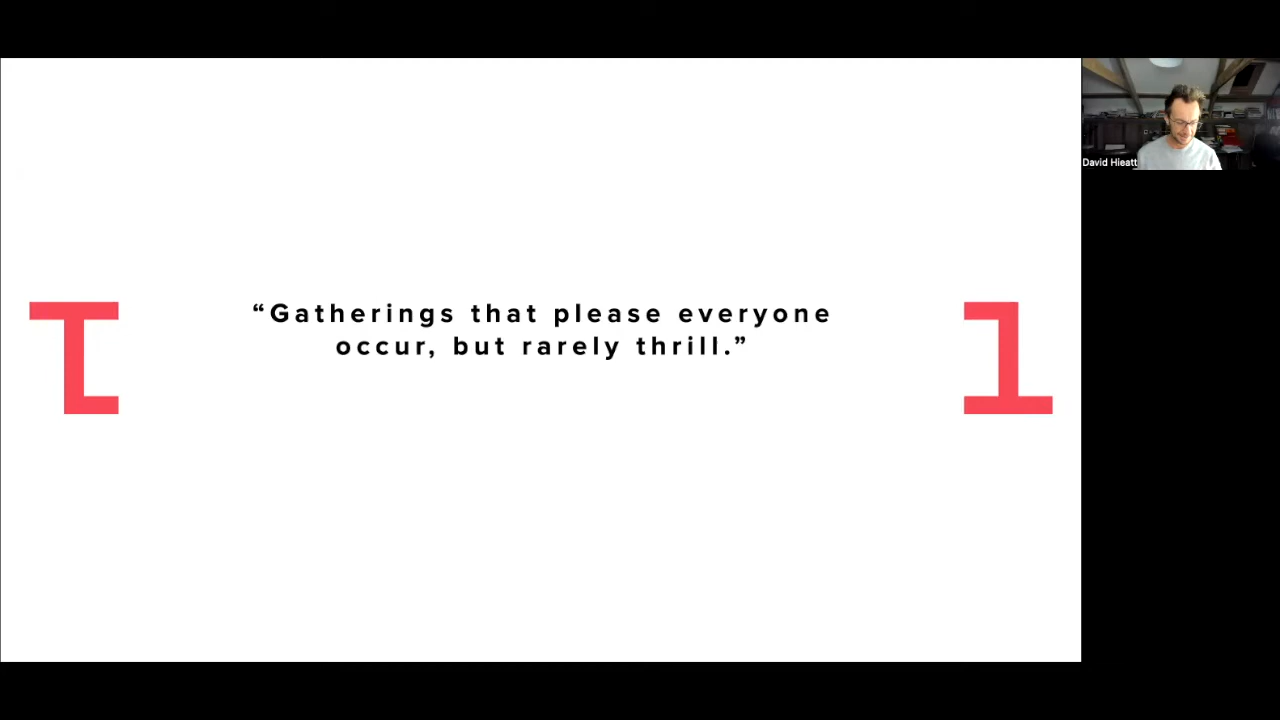 “Gatherings that please everyone
occur, but rarely thrill.”
David Hieatt